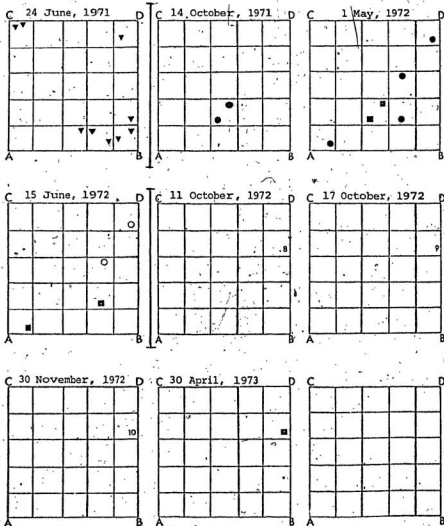 24 June, 1971
C D
A B
14 October, 1971
C D
A B
1 May, 1972
C D
A B
15 June, 1972
C D
A B
11 October, 1972
C D
8
A B
17 October, 1972
C D
9
A B
30 November, 1972
C D
10
A B
30 April, 1973
C D
A B
C D
A B